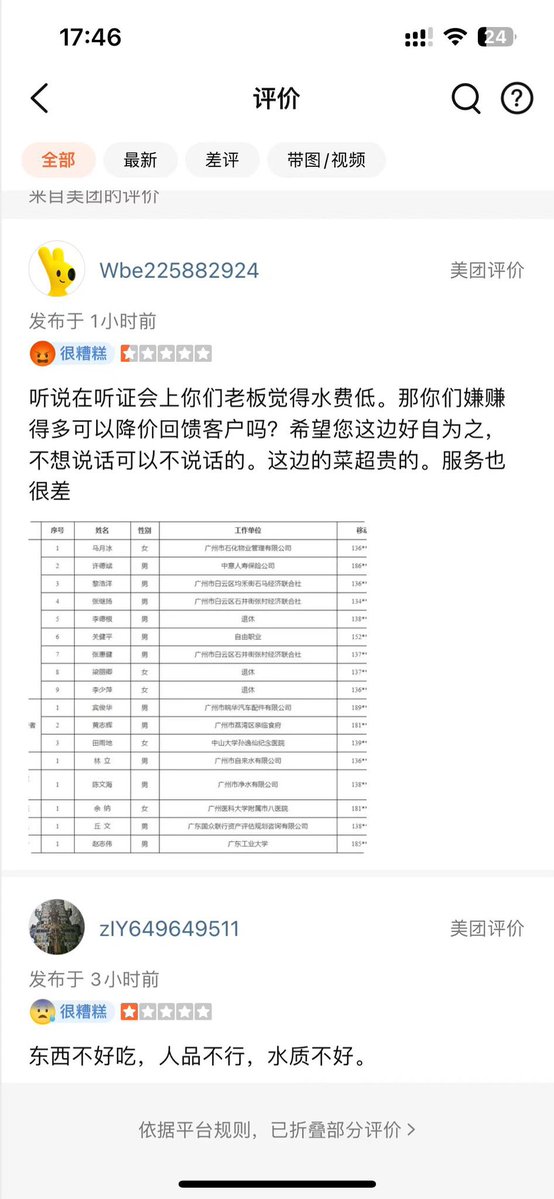 17:46
24
评价
全部
最新
差评
带图/视频
来自美团的评价
Wbe225882924
美团评价
发布于 1小时前
很糟糕
听说在听证会上你们老板觉得水费低。那你们嫌赚
得多可以降价回馈客户吗？希望您这边好自为之，
不想说话可以不说话的。这边的菜超贵的。服务也
很差
序号 姓名 性别 工作单位
1 马月冰 女 广州市石化物业管理有限公司 136**
2 许德斌 男 中意人寿保险公司 186**
3 黎浩洋 男 广州市白云区均禾街石马经济联合社 136**
4 张继扬 男 广州市白云区石井街张村经济联合社 134**
5 李德根 男 退休 138**
6 关健平 男 自由职业 152**
7 张惠健 男 广州市白云区石井街张村经济联合社 137**
8 梁丽卿 女 退休 137**
9 李少萍 女 退休 136**
1 宾俊华 男 广州市皖华汽车配件有限公司 189**
者 2 黄志辉 男 广州市荔湾区亲临食府 181**
3 田雨地 女 中山大学孙逸仙纪念医院 139**
1 林 立 男 广州市自来水有限公司 136**
1 陈文海 男 广州市净水有限公司 138**
1 余 纳 女 广州医科大学附属市八医院 181**
1 丘 文 男 广东国众联行资产评估规划咨询有限公司 138**
1 赵志伟 男 广东工业大学 185**
zIY649649511
美团评价
发布于 3小时前
很糟糕
东西不好吃，人品不行，水质不好。
依据平台规则，已折叠部分评价